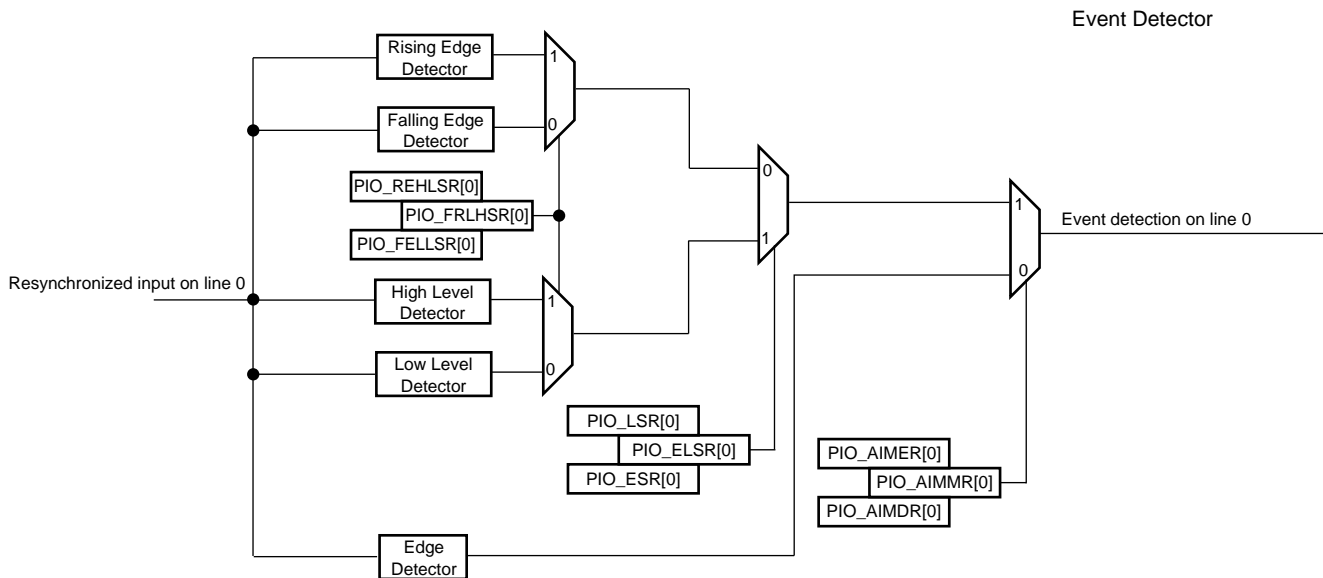 Event Detector
Rising Edge
Detector
1
Falling Edge
Detector
0
PIO_REHLSR[0]
PIO_FRLHSR[0]
PIO_FELLSR[0]
0
1
1
Event detection on line 0
0
Resynchronized input on line 0
High Level
Detector
1
Low Level
Detector
0
PIO_LSR[0]
PIO_ELSR[0]
PIO_ESR[0]
PIO_AIMER[0]
PIO_AIMMR[0]
PIO_AIMDR[0]
Edge
Detector